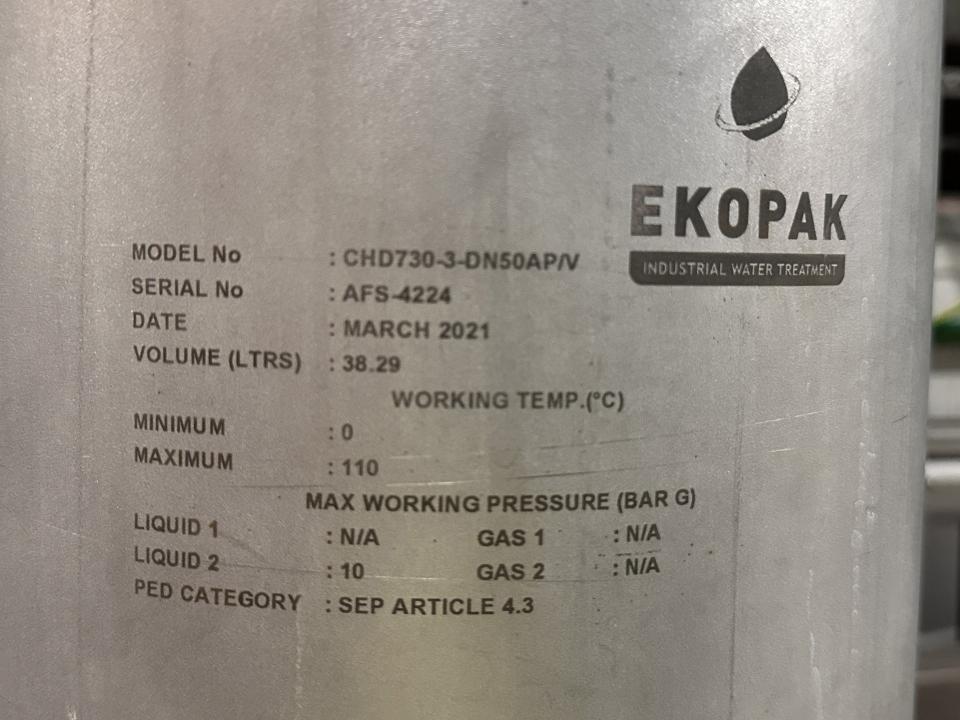 EKOPAK
INDUSTRIAL WATER TREATMENT
MODEL No : CHD730-3-DN50AP/V
SERIAL No : AFS-4224
DATE : MARCH 2021
VOLUME (LTRS) : 38.29
WORKING TEMP.(°C)
MINIMUM : 0
MAXIMUM : 110
MAX WORKING PRESSURE (BAR G)
LIQUID 1 : N/A GAS 1 : N/A
LIQUID 2 : 10 GAS 2 : N/A
PED CATEGORY : SEP ARTICLE 4.3